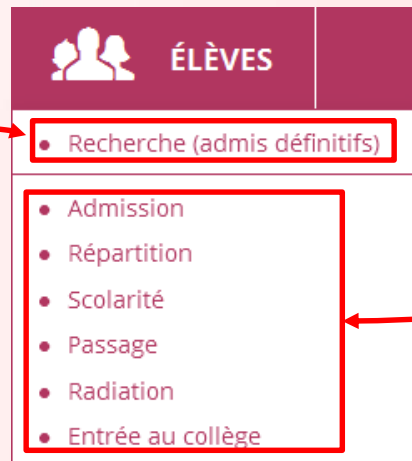 ÉLÈVES
• Recherche (admis définitifs)
• Admission
• Répartition
• Scolarité
• Passage
• Radiation
• Entrée au collège